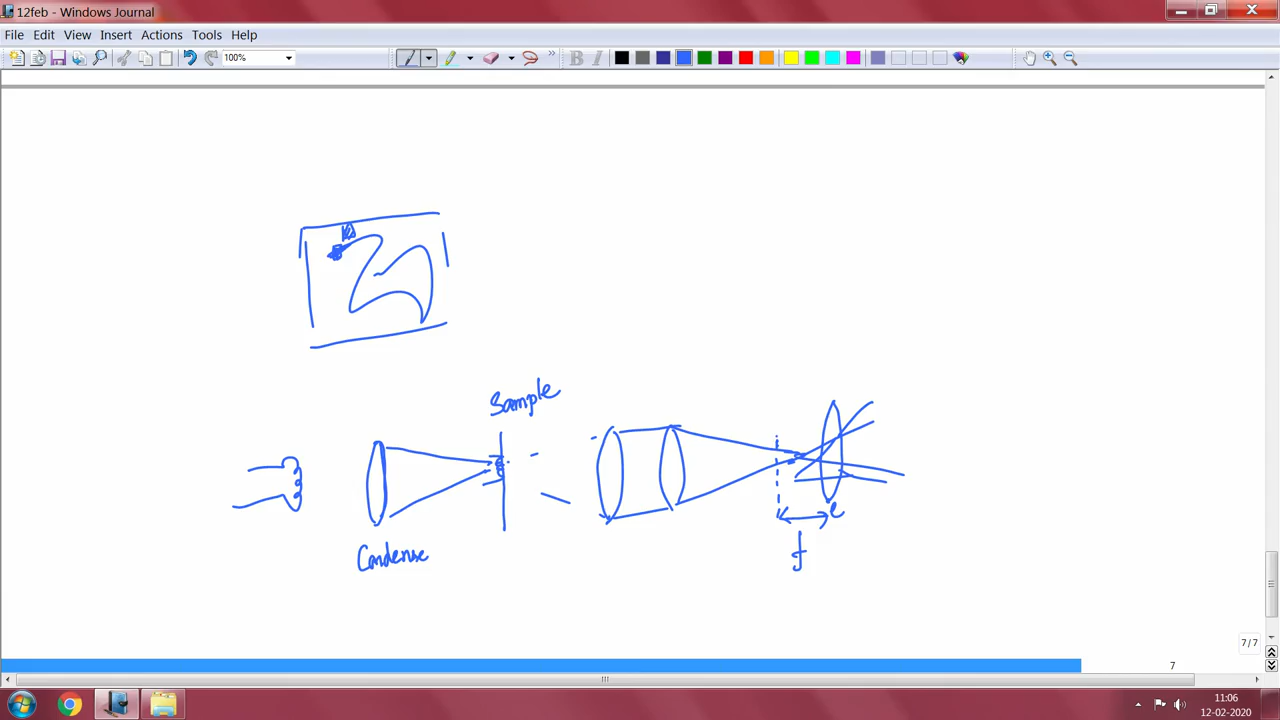 12feb - Windows Journal
File Edit View Insert Actions Tools Help
100%
B I
Sample
Condense
e
f
7/7
7
11:06
12-02-2020